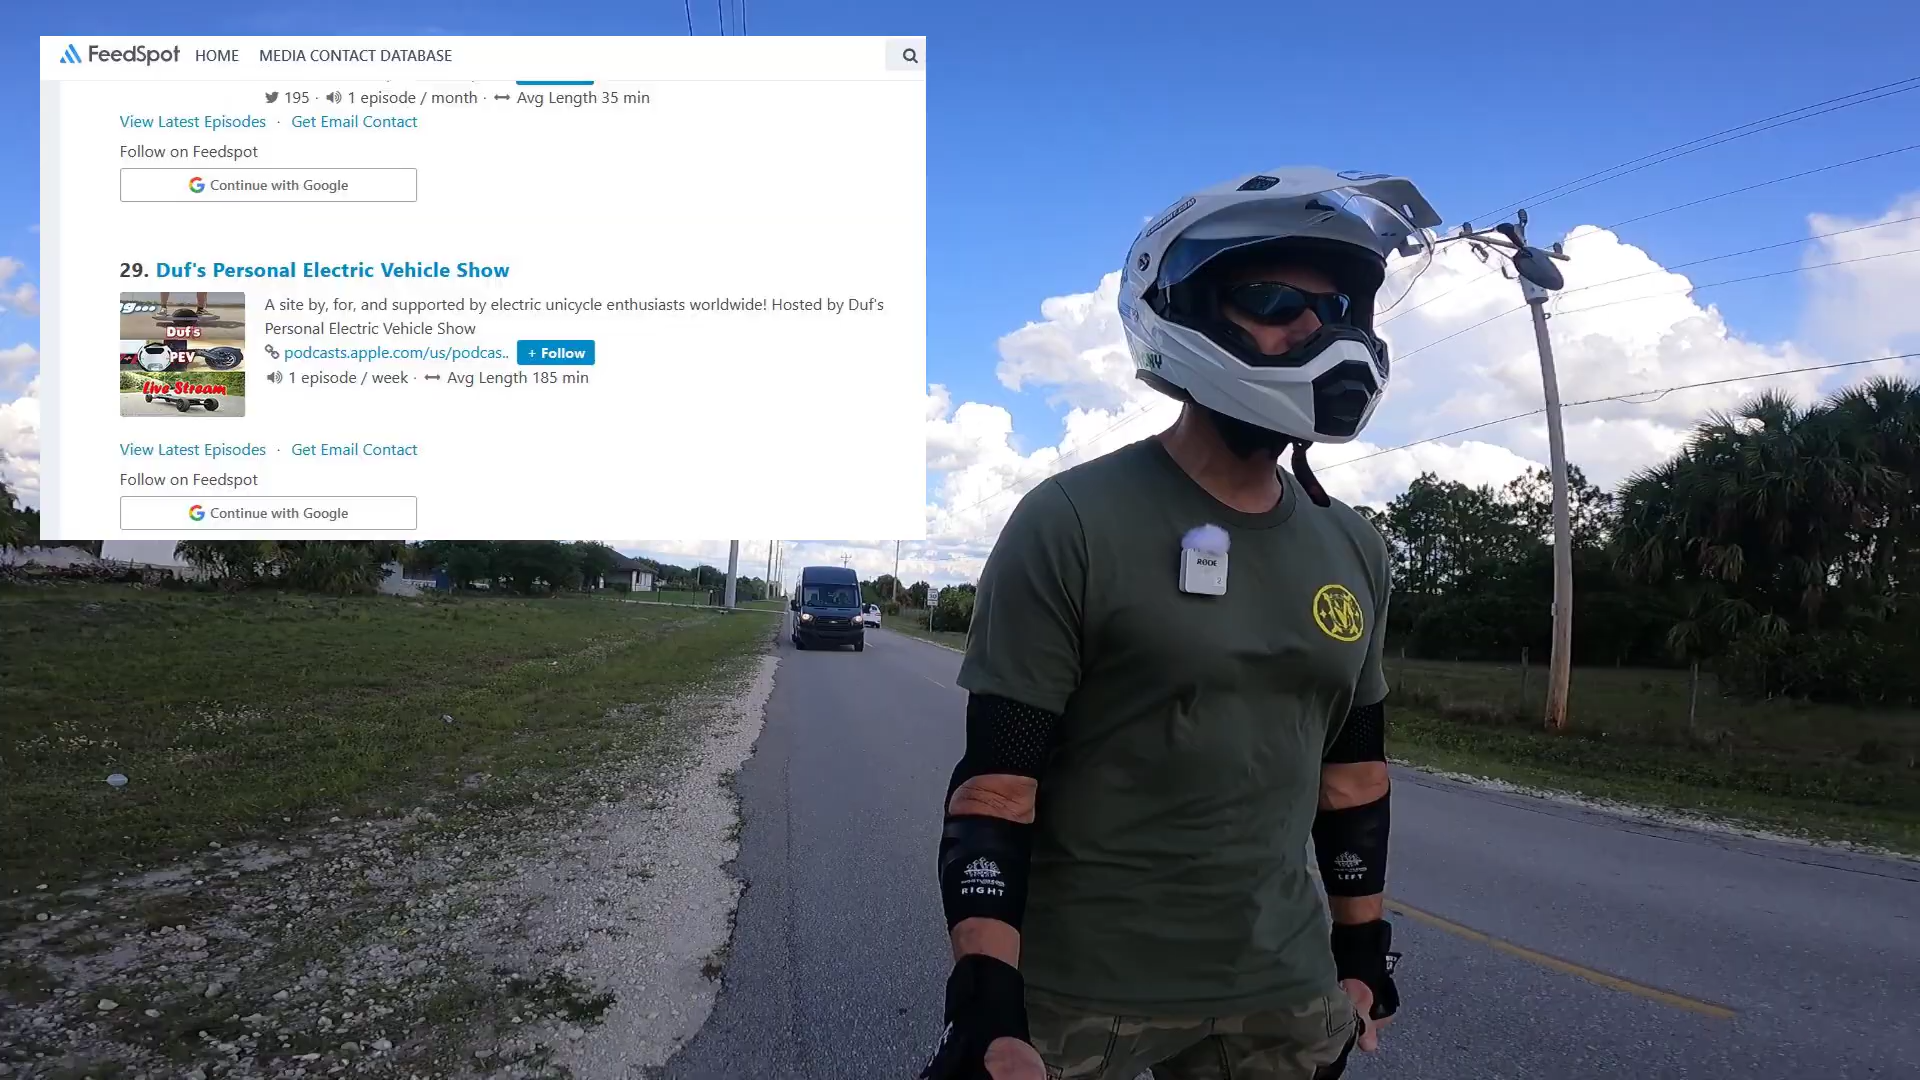 FeedSpot HOME MEDIA CONTACT DATABASE
195 · 1 episode / month · Avg Length 35 min
View Latest Episodes · Get Email Contact
Follow on Feedspot
Continue with Google
29. Duf's Personal Electric Vehicle Show
A site by, for, and supported by electric unicycle enthusiasts worldwide! Hosted by Duf's
Personal Electric Vehicle Show
podcasts.apple.com/us/podcas.. + Follow
1 episode / week · Avg Length 185 min
Duf's
PEV
Live Stream
View Latest Episodes · Get Email Contact
Follow on Feedspot
Continue with Google
RØDE
2
RIGHT
LEFT